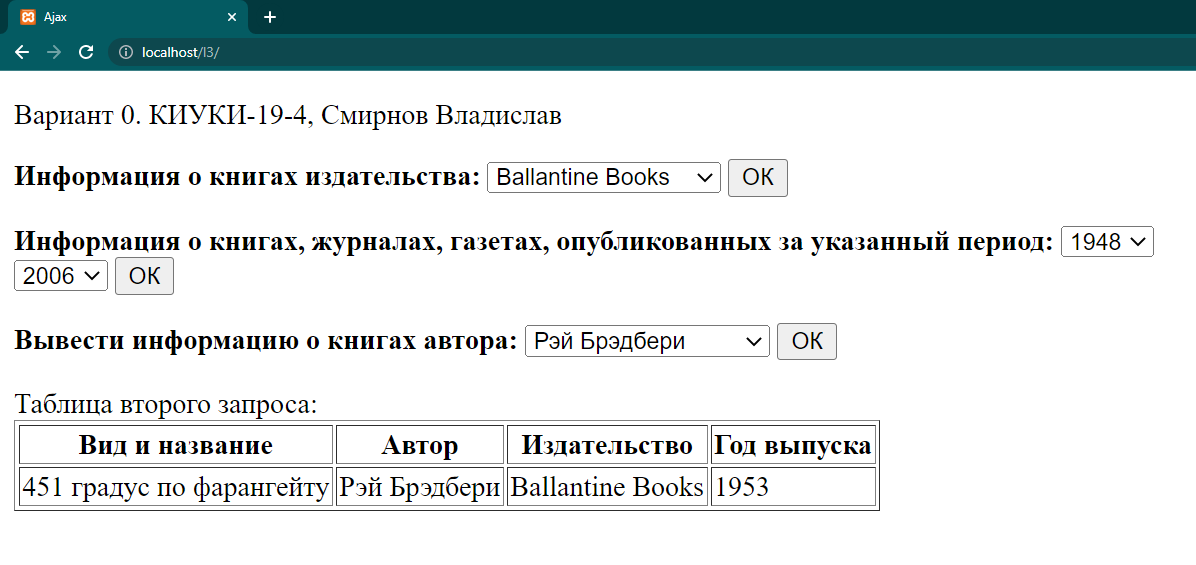 Ajax
localhost/l3/
Вариант 0. КИУКИ-19-4, Смирнов Владислав
Информация о книгах издательства: Ballantine Books OK
Информация о книгах, журналах, газетах, опубликованных за указанный период: 1948
2006 OK
Вывести информацию о книгах автора: Рэй Брэдбери OK
Таблица второго запроса:
Вид и название Автор Издательство Год выпуска
451 градус по фарангейту Рэй Брэдбери Ballantine Books 1953